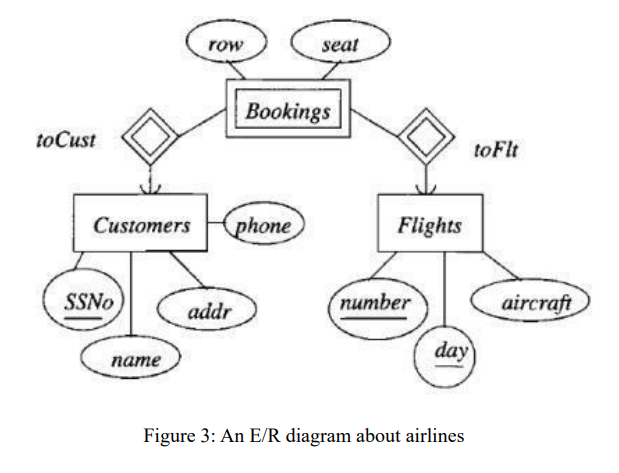 row seat
Bookings
toCust
toFlt
Customers phone Flights
SSNo addr number aircraft
name day
Figure 3: An E/R diagram about airlines